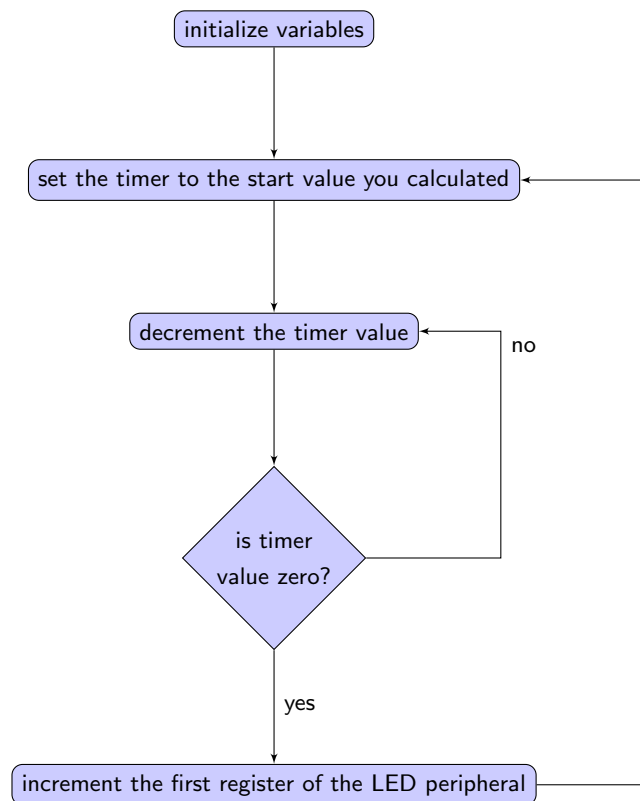 initialize variables
set the timer to the start value you calculated
decrement the timer value
no
is timer
value zero?
yes
increment the first register of the LED peripheral